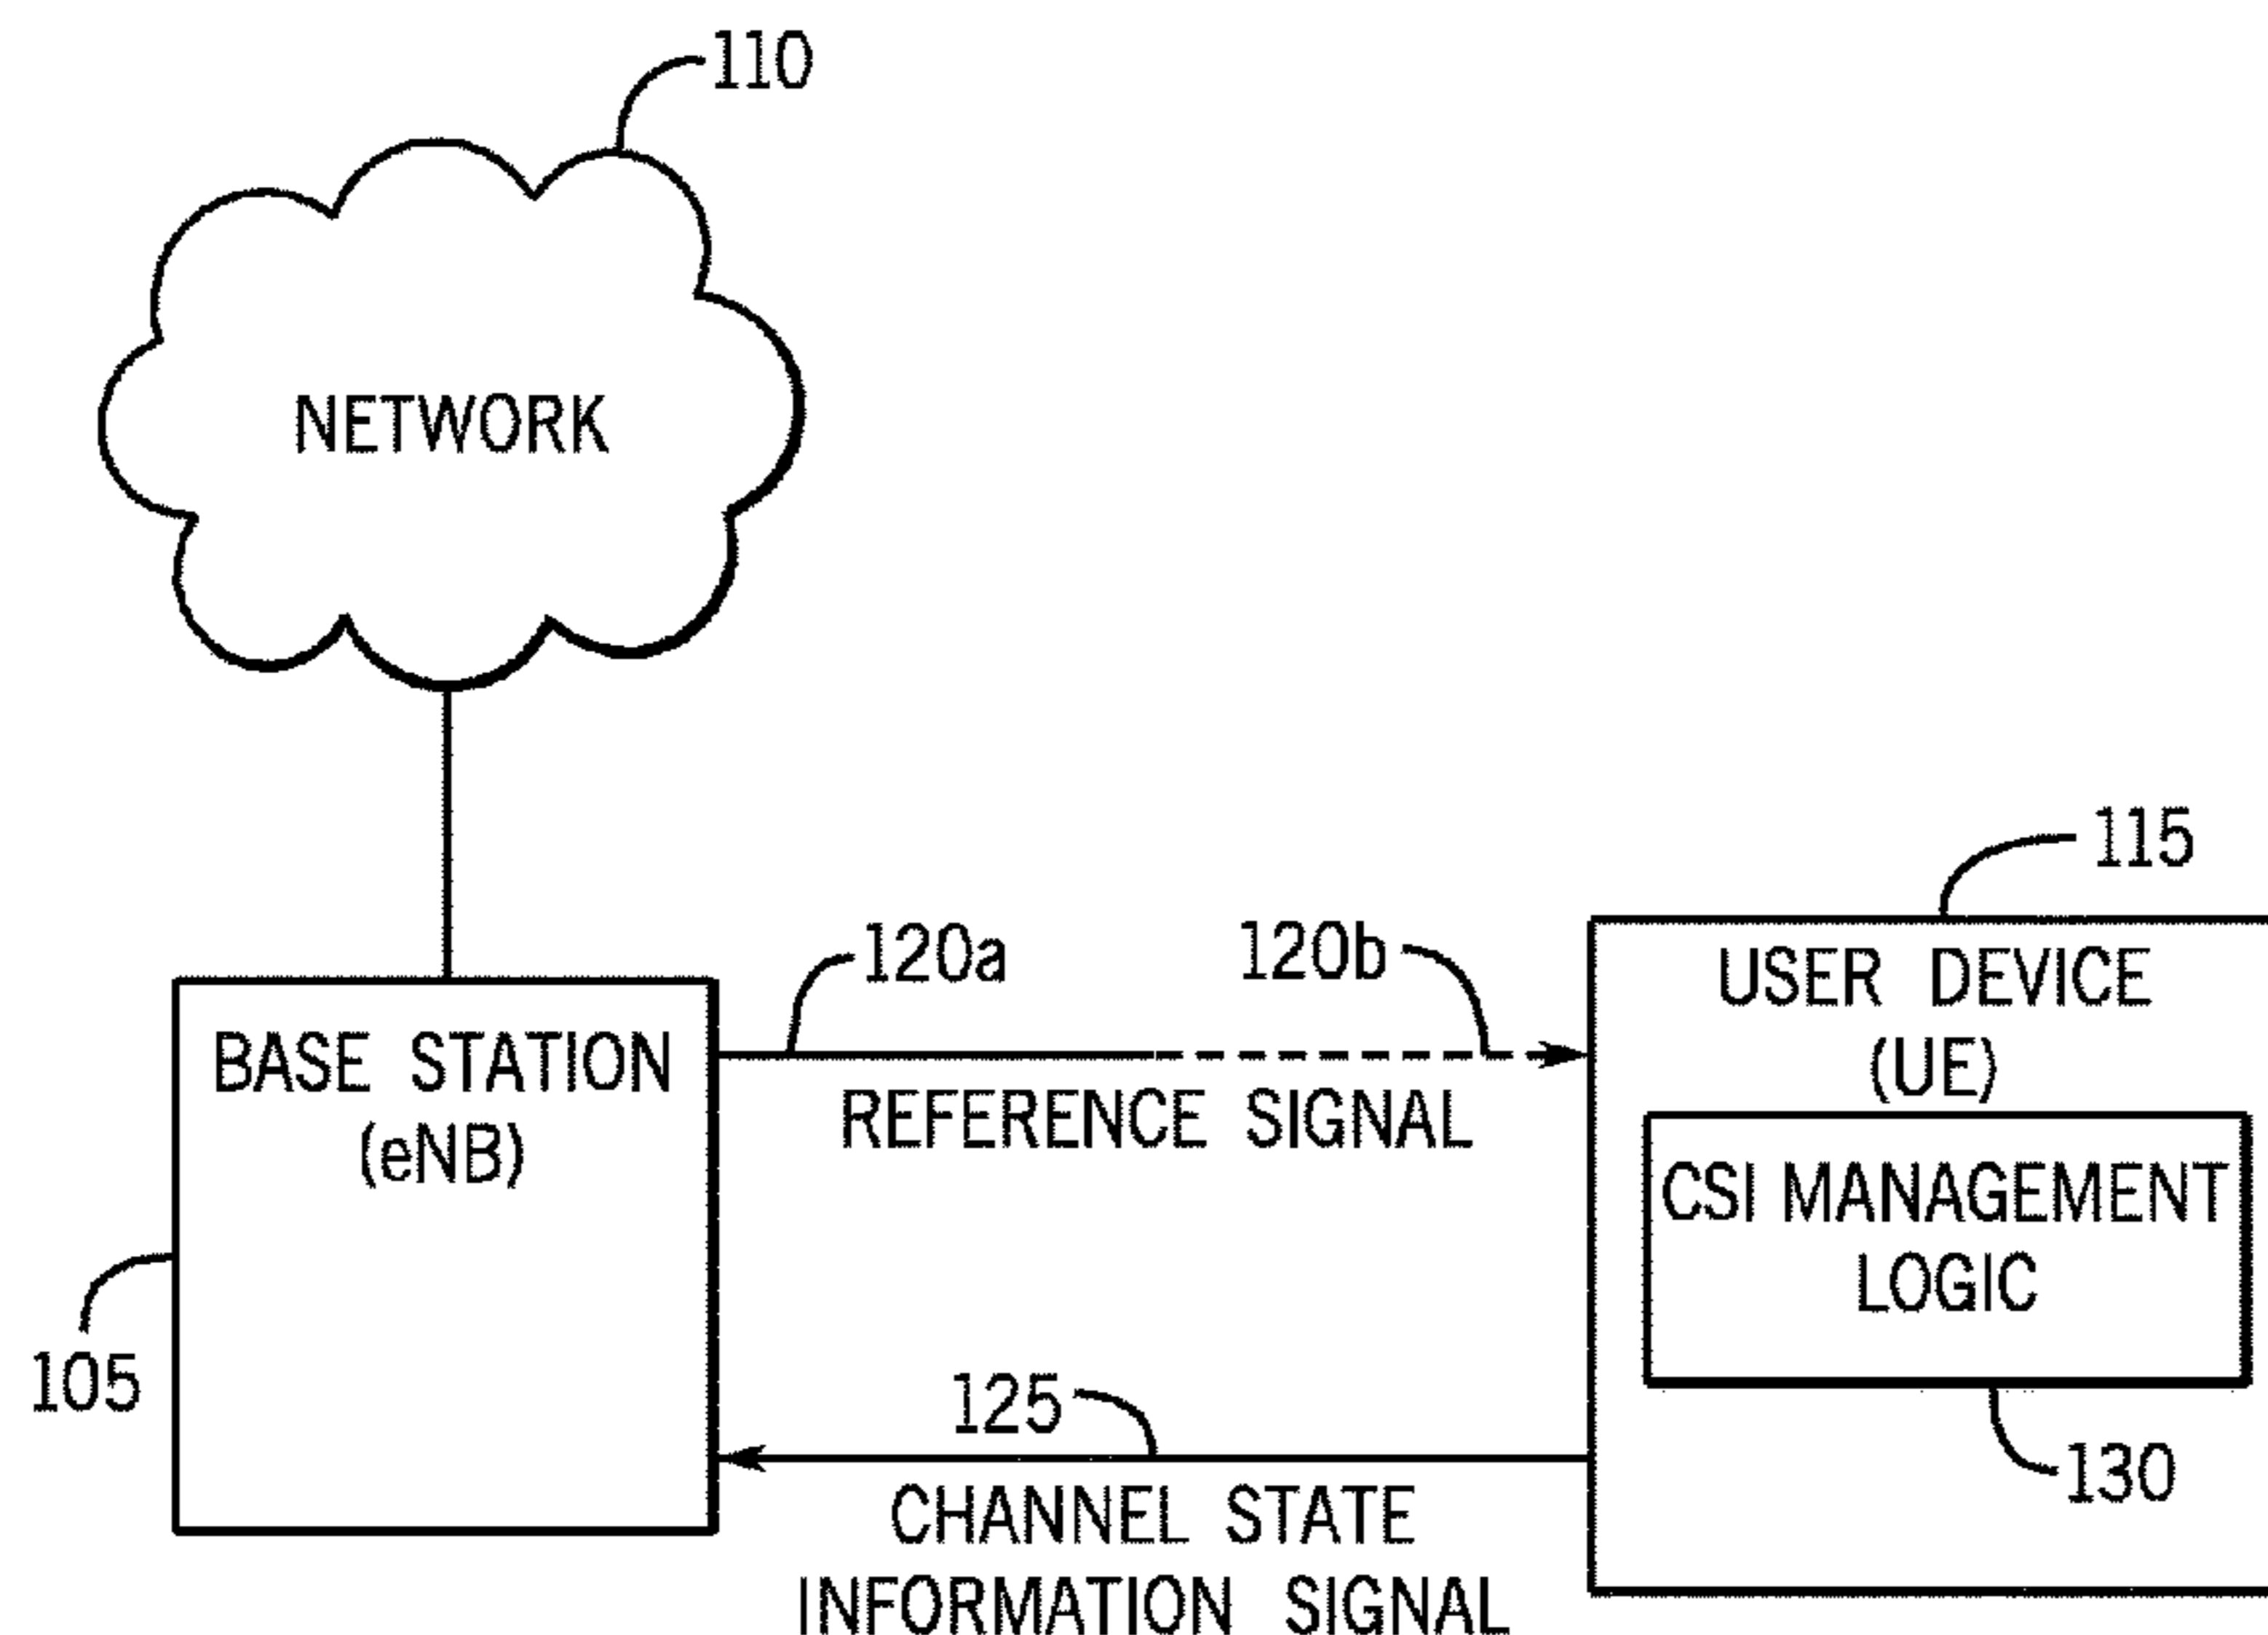 110
NETWORK
115
120a
120b
USER DEVICE
(UE)
BASE STATION
(eNB)
REFERENCE SIGNAL
CSI MANAGEMENT
LOGIC
105
125
130
CHANNEL STATE
INFORMATION SIGNAL